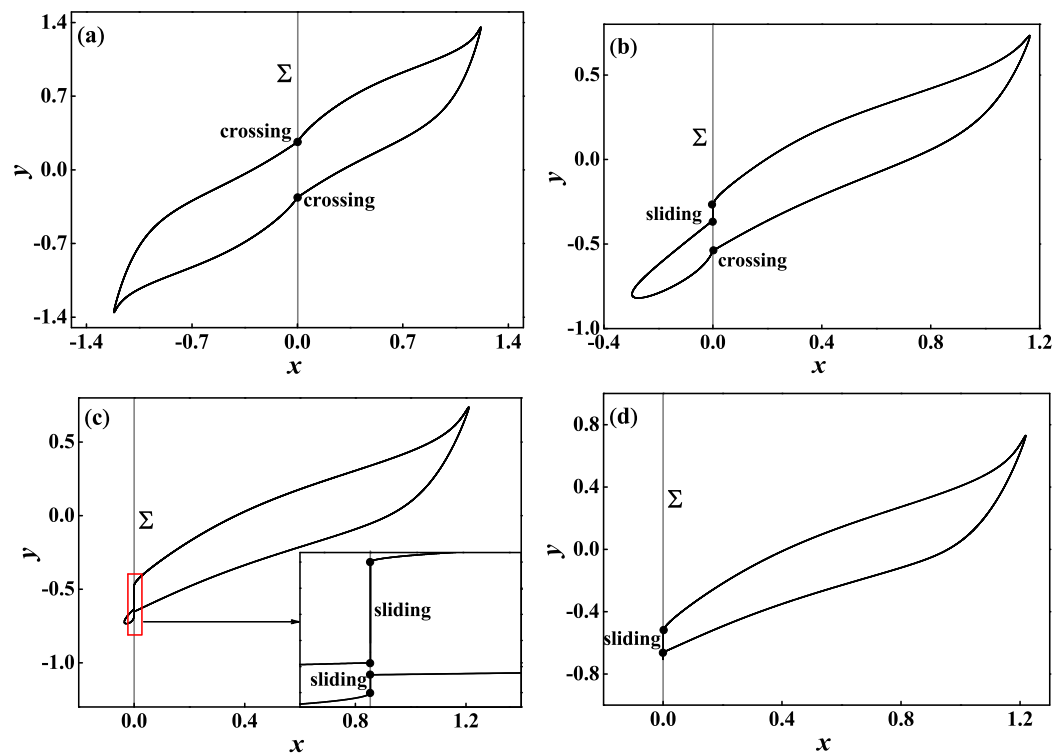 (a)
1.4
0.7
0.0
-0.7
-1.4
y
Σ
crossing
crossing
-1.4 -0.7 0.0 0.7 1.4
x
(b)
0.5
0.0
-0.5
-1.0
y
Σ
sliding
crossing
-0.4 0.0 0.4 0.8 1.2
x
(c)
0.5
0.0
-0.5
-1.0
y
Σ
sliding
sliding
0.0 0.4 0.8 1.2
x
(d)
0.8
0.4
0.0
-0.4
-0.8
y
Σ
sliding
0.0 0.4 0.8 1.2
x